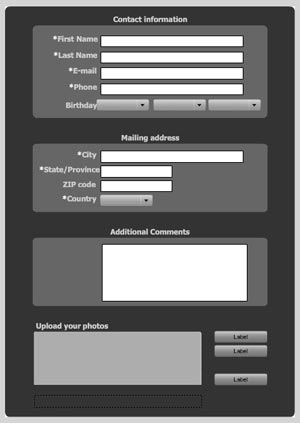 Contact information
*First Name
*Last Name
*E-mail
*Phone
Birthday
Mailing address
*City
*State/Province
ZIP code
*Country
Additional Comments
Upload your photos
Label
Label
Label